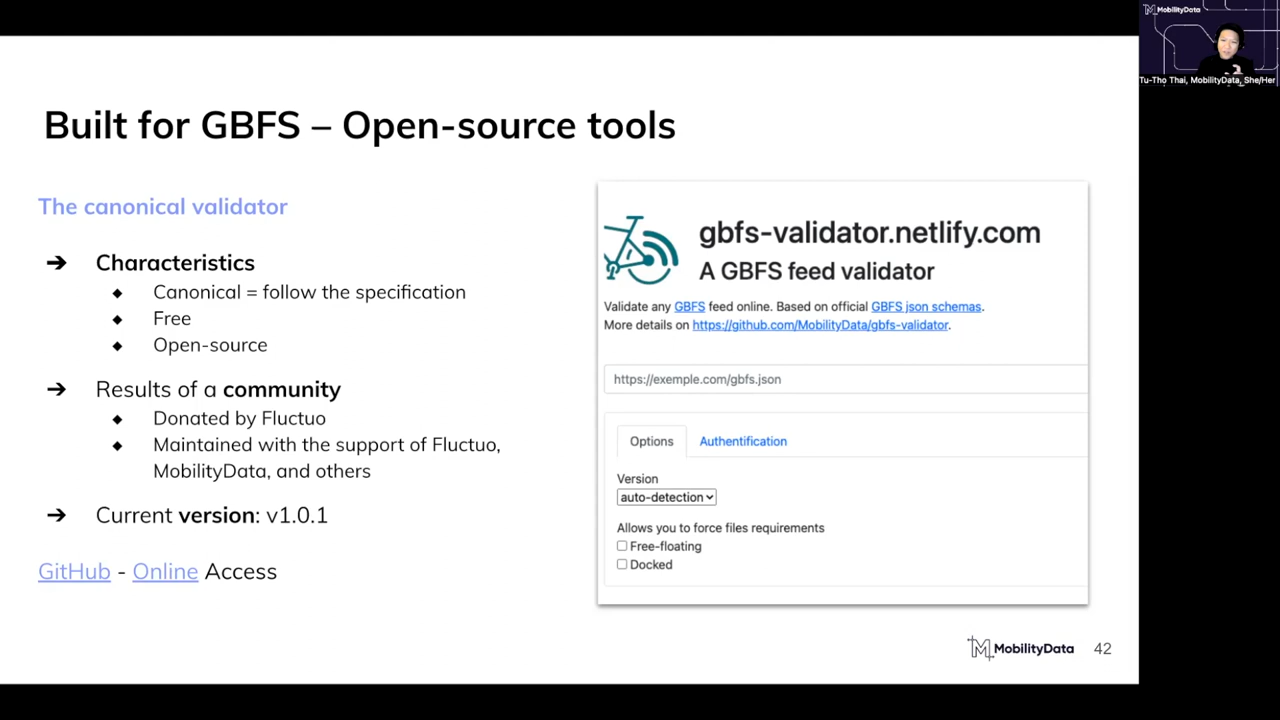 MobilityData
Tu-Tho Thai, MobilityData, She/Her
Built for GBFS – Open-source tools
The canonical validator
➔ Characteristics
◆ Canonical = follow the specification
◆ Free
◆ Open-source
➔ Results of a community
◆ Donated by Fluctuo
◆ Maintained with the support of Fluctuo,
MobilityData, and others
➔ Current version: v1.0.1
GitHub - Online Access
gbfs-validator.netlify.com
A GBFS feed validator
Validate any GBFS feed online. Based on official GBFS json schemas.
More details on https://github.com/MobilityData/gbfs-validator.
https://exemple.com/gbfs.json
Options Authentification
Version
auto-detection
Allows you to force files requirements
Free-floating
Docked
MobilityData 42